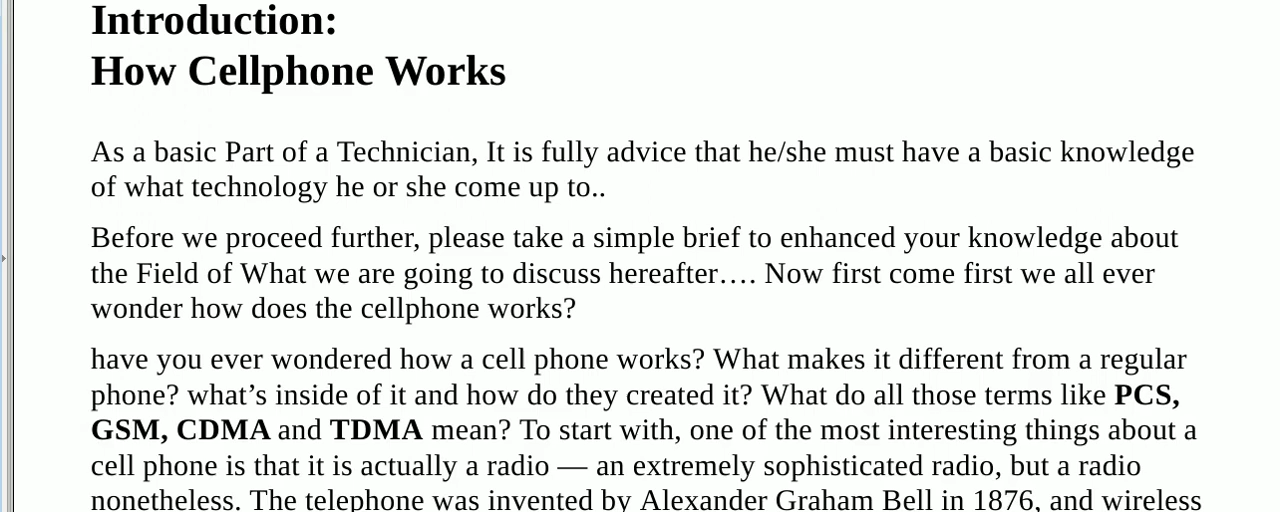 Introduction:
How Cellphone Works
As a basic Part of a Technician, It is fully advice that he/she must have a basic knowledge
of what technology he or she come up to..
Before we proceed further, please take a simple brief to enhanced your knowledge about
the Field of What we are going to discuss hereafter…. Now first come first we all ever
wonder how does the cellphone works?
have you ever wondered how a cell phone works? What makes it different from a regular
phone? what’s inside of it and how do they created it? What do all those terms like PCS,
GSM, CDMA and TDMA mean? To start with, one of the most interesting things about a
cell phone is that it is actually a radio — an extremely sophisticated radio, but a radio
nonetheless. The telephone was invented by Alexander Graham Bell in 1876, and wireless